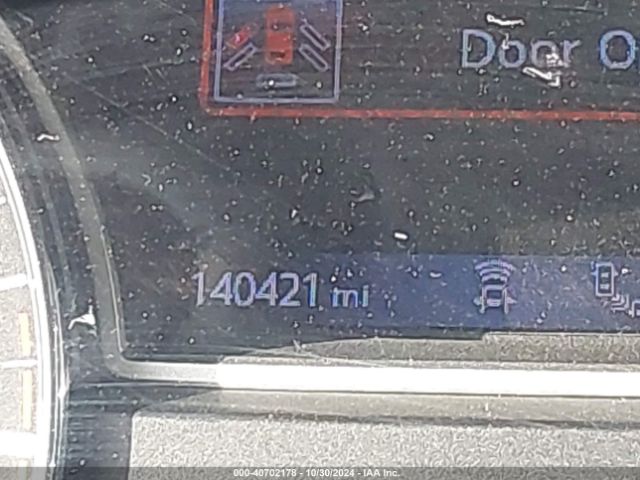 Door O
140421 mi
000-40702178 - 10/30/2024 - IAA Inc.